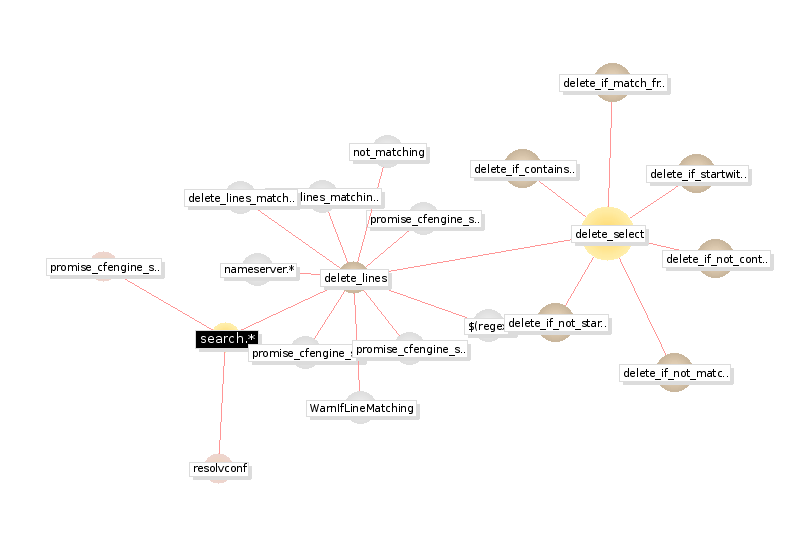 delete_if_match_fr..
not_matching
delete_if_contains..
delete_if_startwit..
delete_lines_match..
lines_matchin..
promise_cfengine_s..
delete_select
promise_cfengine_s..
nameserver.*
delete_lines
delete_if_not_cont..
$(regex
delete_if_not_star..
search.*
promise_cfengine_s
promise_cfengine_s..
delete_if_not_matc..
WarnIfLineMatching
resolvconf